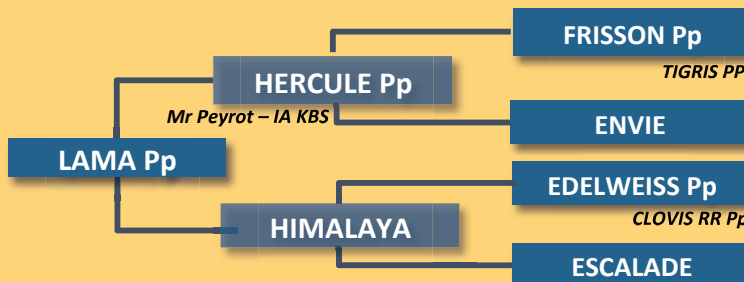 FRISSON Pp
TIGRIS PP
HERCULE Pp
Mr Peyrot – IA KBS
ENVIE
LAMA Pp
EDELWEISS Pp
CLOVIS RR Pp
HIMALAYA
ESCALADE